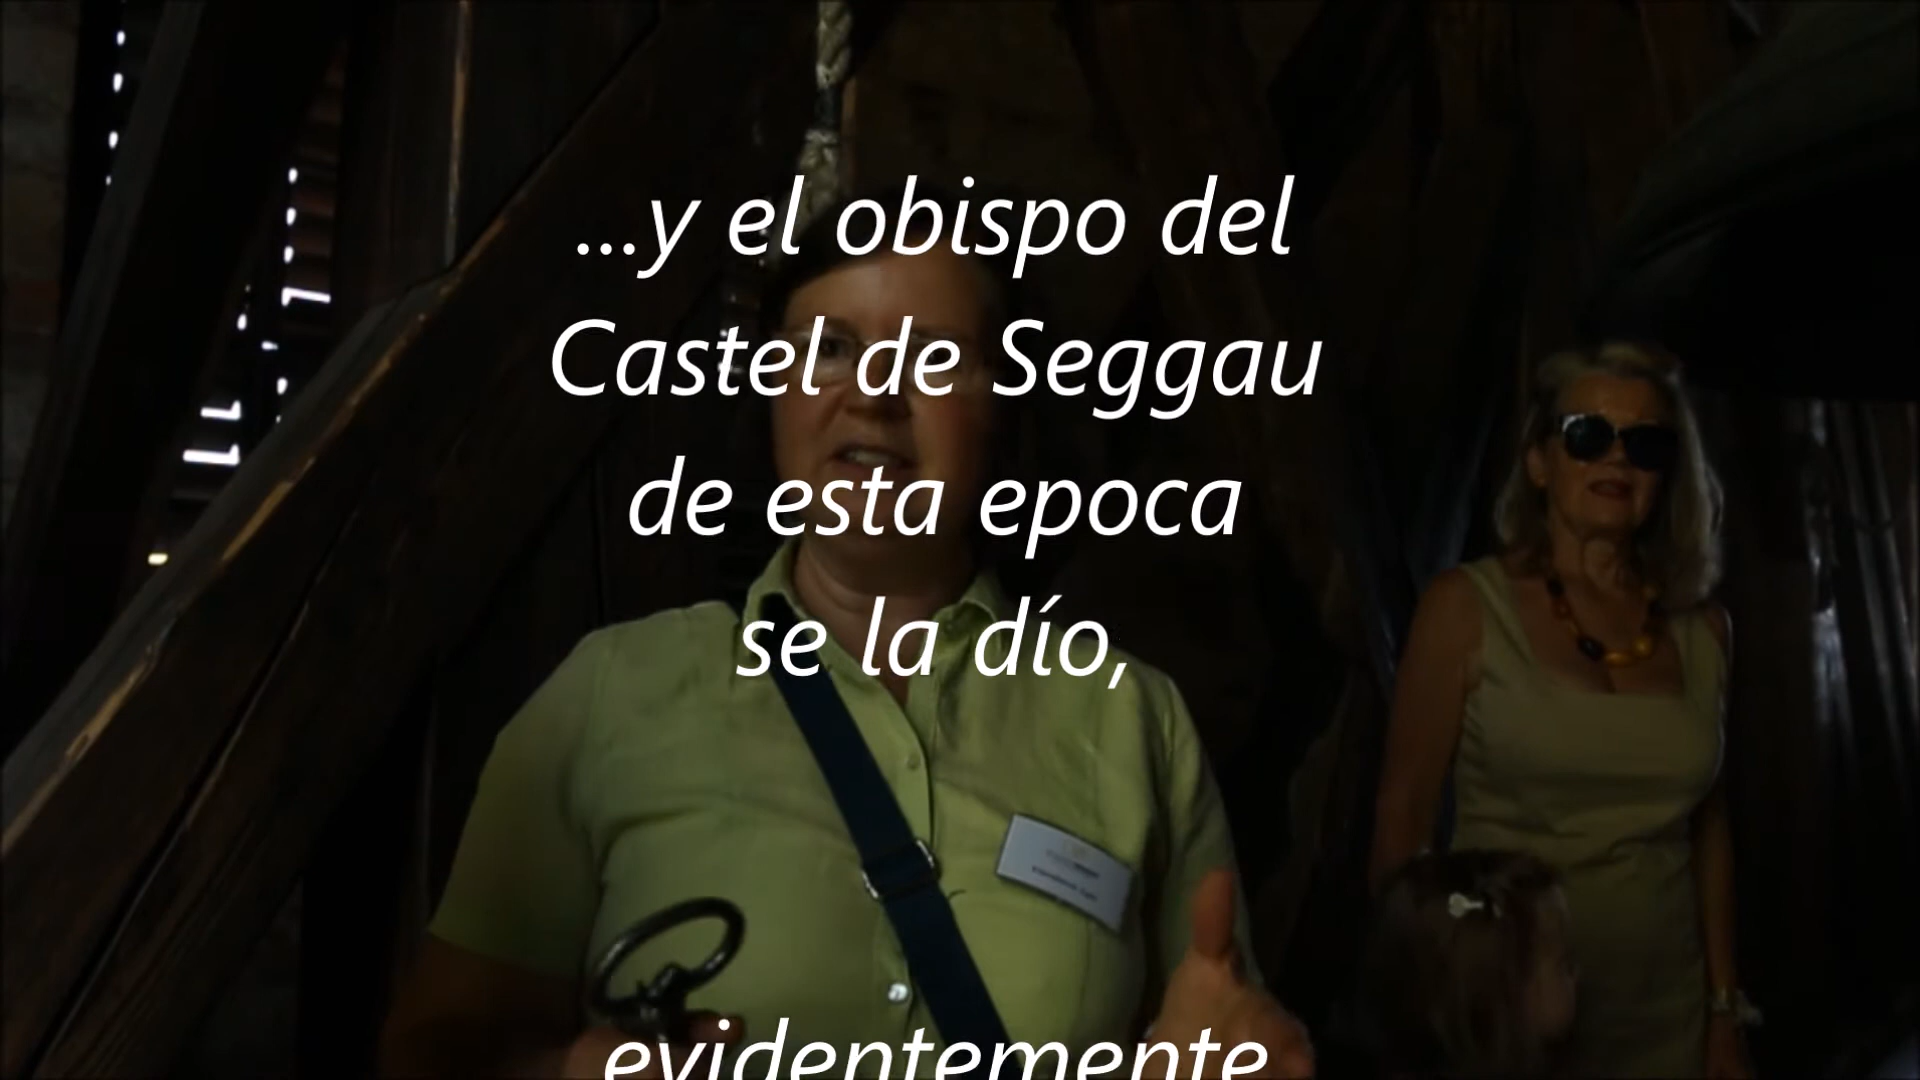 ...y el obispo del
Castel de Seggau
de esta epoca
se la dío,
evidentemente